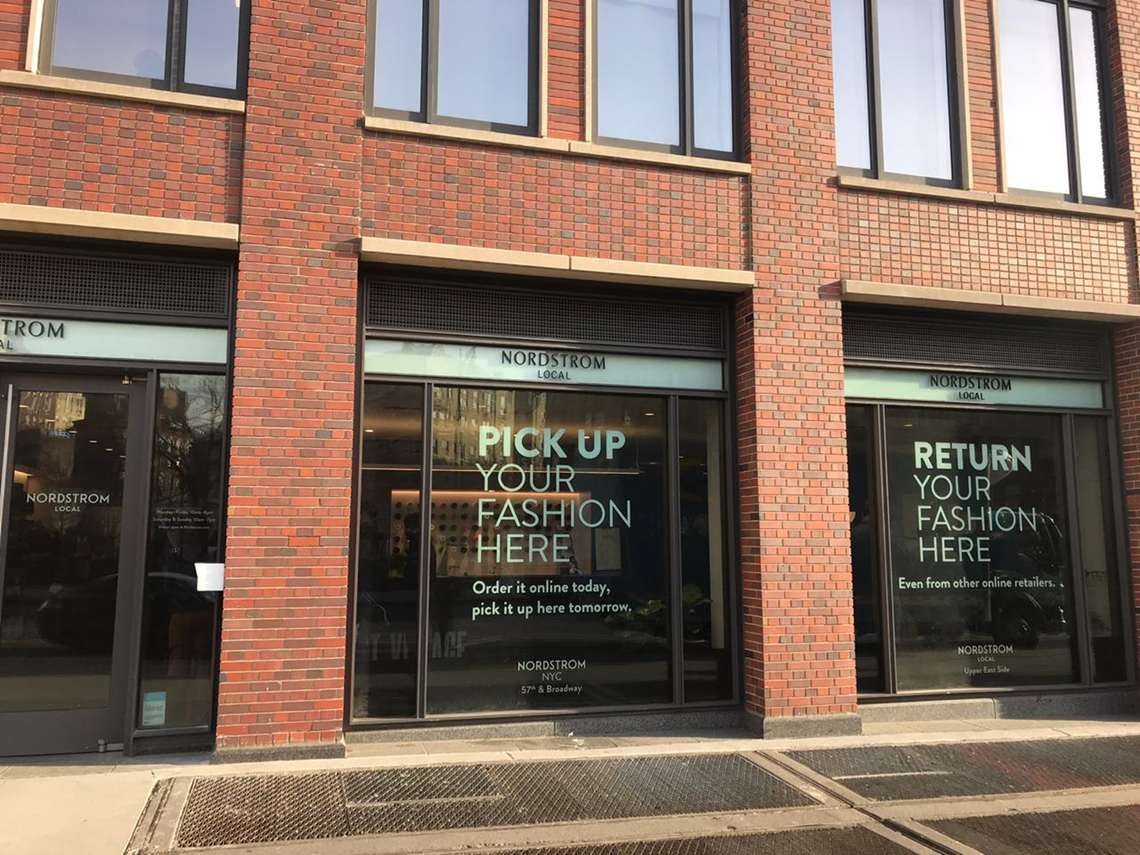 TROM
AL
NORDSTROM
LOCAL
NORDSTROM
LOCAL
PICK UP
YOUR
FASHION
HERE
Order it online today,
pick it up here tomorrow.
NORDSTROM
NYC
57th & Broadway
NORDSTROM
LOCAL
RETURN
YOUR
FASHION
HERE
Even from other online retailers.
NORDSTROM
LOCAL
Upper East Side